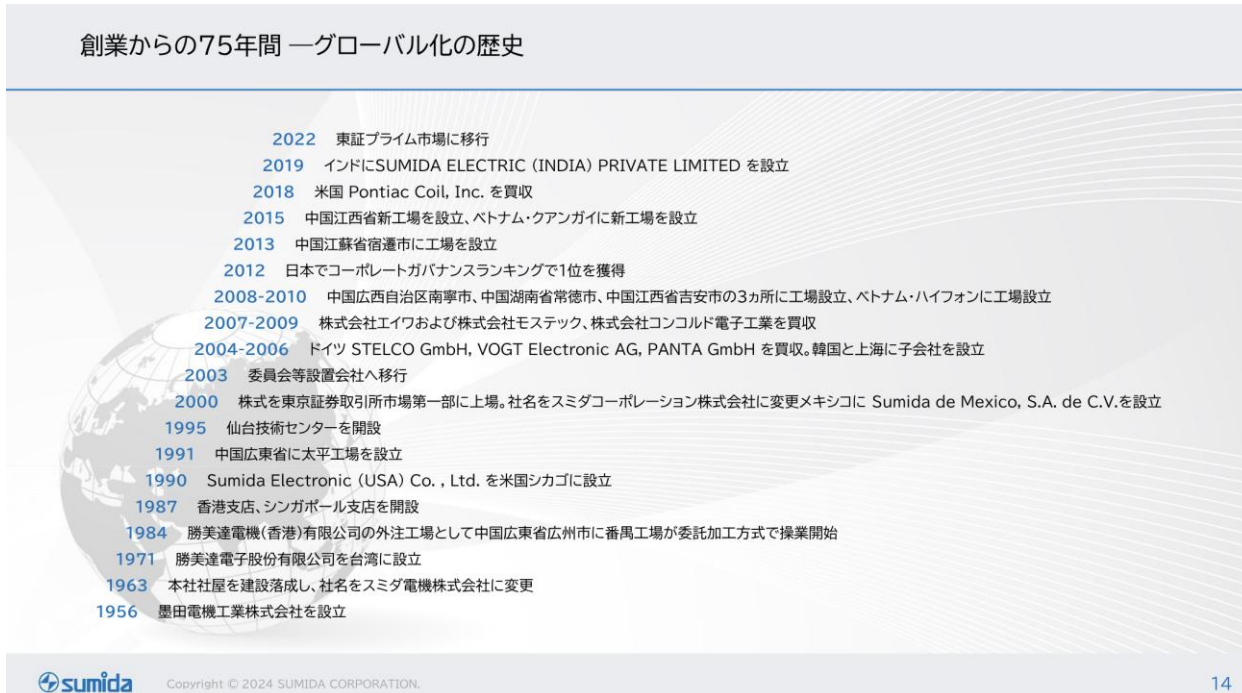 創業からの75年間 ―グローバル化の歴史
2022 東証プライム市場に移行
2019 インドにSUMIDA ELECTRIC (INDIA) PRIVATE LIMITED を設立
2018 米国 Pontiac Coil, Inc. を買収
2015 中国江西省新工場を設立、ベトナム・クアンガイに新工場を設立
2013 中国江蘇省宿遷市に工場を設立
2012 日本でコーポレートガバナンスランキングで1位を獲得
2008-2010 中国広西自治区南寧市、中国湖南省常徳市、中国江西省吉安市の3ヵ所に工場設立、ベトナム・ハイフォンに工場設立
2007-2009 株式会社エイワおよび株式会社モステック、株式会社コンコルド電子工業を買収
2004-2006 ドイツ STELCO GmbH, VOGT Electronic AG, PANTA GmbH を買収。韓国と上海に子会社を設立
2003 委員会等設置会社へ移行
2000 株式を東京証券取引所市場第一部に上場。社名をスミダコーポレーション株式会社に変更メキシコに Sumida de Mexico, S.A. de C.V.を設立
1995 仙台技術センターを開設
1991 中国広東省に太平工場を設立
1990 Sumida Electronic (USA) Co. , Ltd. を米国シカゴに設立
1987 香港支店、シンガポール支店を開設
1984 勝美達電機(香港)有限公司の外注工場として中国広東省広州市に番禺工場が委託加工方式で操業開始
1971 勝美達電子股份有限公司を台湾に設立
1963 本社社屋を建設落成し、社名をスミダ電機株式会社に変更
1956 墨田電機工業株式会社を設立
sumida Copyright © 2024 SUMIDA CORPORATION. 14